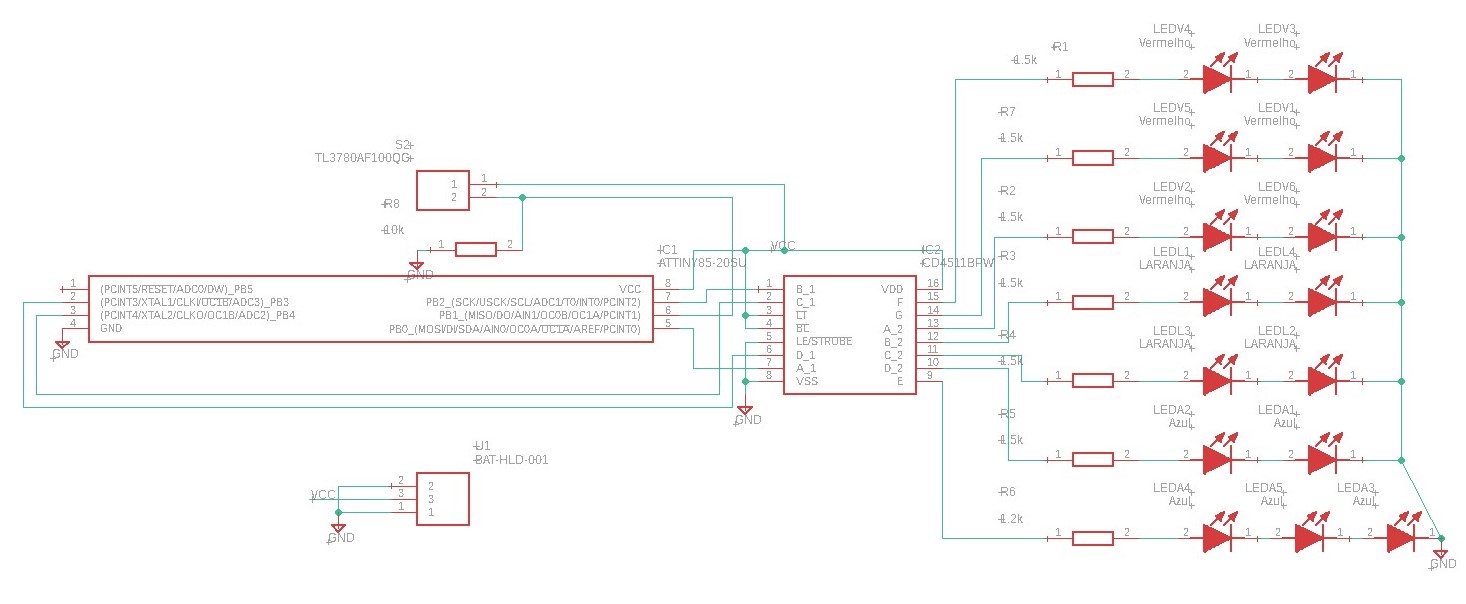 LEDV4 LEDV3
Vermelho Vermelho
R1
1.5k
1 2 2 1 2 1
LEDV5 LEDV1
Vermelho Vermelho
R7
1.5k
1 2 2 1 2 1
LEDV2 LEDV6
Vermelho Vermelho
R2
1.5k
1 2 2 1 2 1
LEDL1 LEDL4
LARANJA LARANJA
R3
1.5k
1 2 2 1 2 1
LEDL3 LEDL2
LARANJA LARANJA
R4
1.5k
1 2 2 1 2 1
LEDA2 LEDA1
Azul Azul
R5
1.5k
1 2 2 1 2 1
LEDA4 LEDA5 LEDA3
Azul Azul Azul
R6
1.2k
1 2 2 1 2 1 2 1
GND
S2
TL3780AF100QG
1 1
2 2
R8
10k
1 2
GND
VCC
IC1
ATTINY85-20SU
1 (PCINT5/RESET/ADC0/DW)_PB5 VCC 8
2 (PCINT3/XTAL1/CLKI/OC1B/ADC3)_PB3 PB2_(SCK/USCK/SCL/ADC1/T0/INT0/PCINT2) 7
3 (PCINT4/XTAL2/CLKO/OC1B/ADC2)_PB4 PB1_(MISO/DO/AIN1/OC0B/OC1A/PCINT1) 6
4 GND PB0_(MOSI/DI/SDA/AIN0/OC0A/OC1A/AREF/PCINT0) 5
GND
IC2
CD4511BPW
1 B_1 VDD 16
2 C_1 F 15
3 LT G 14
4 BL A_2 13
5 LE/STRUBE B_2 12
6 D_1 C_2 11
7 A_1 D_2 10
8 VSS E 9
GND
U1
BAT-HLD-001
2 2
VCC 3 3
1 1
GND